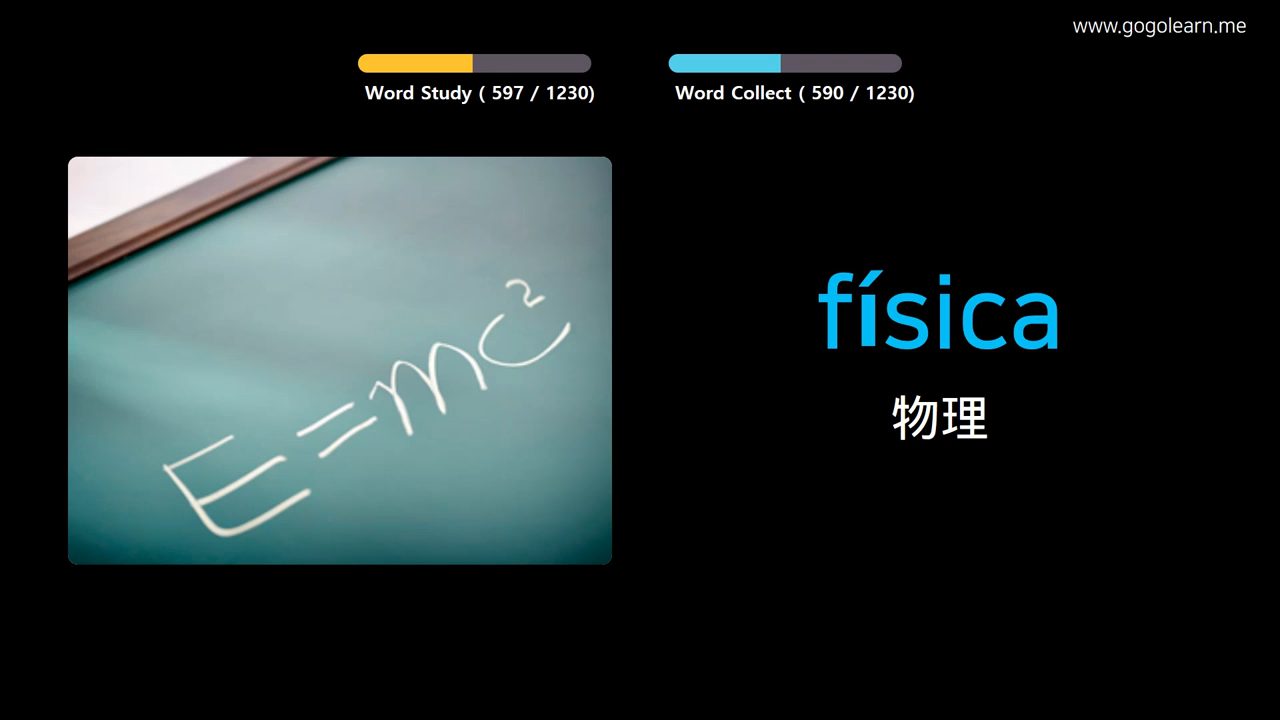 www.gogolearn.me
Word Study ( 597 / 1230)
Word Collect ( 590 / 1230)
E=mc²
física
物理